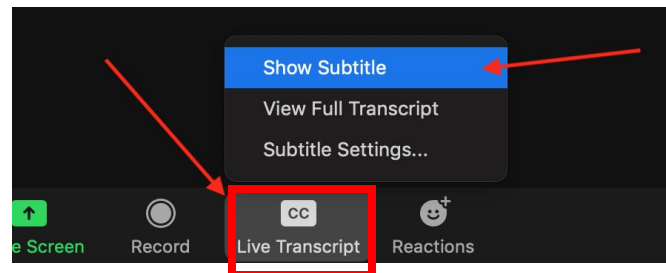 Show Subtitle
View Full Transcript
Subtitle Settings...
CC
e Screen
Record
Live Transcript
Reactions